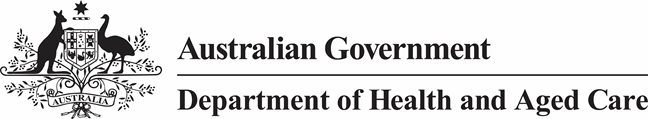 Australian Government
Department of Health and Aged Care
AUSTRALIA